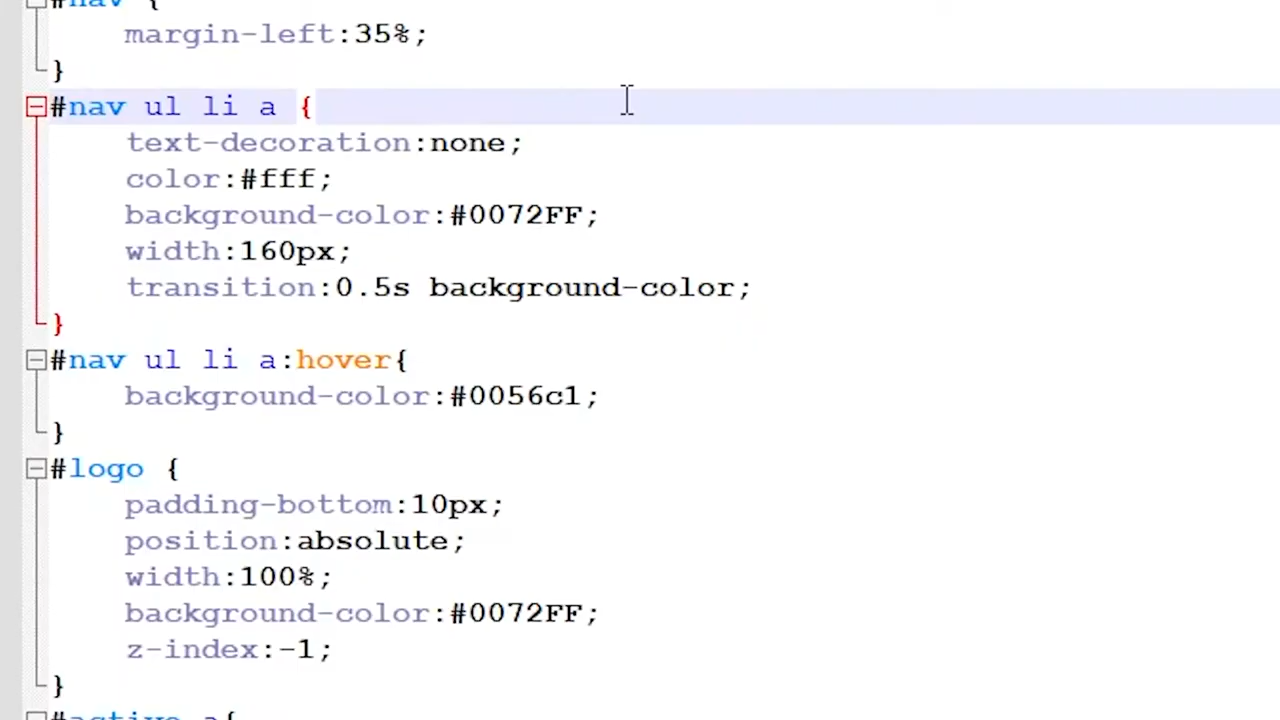 #nav {
margin-left:35%;
}
#nav ul li a {
text-decoration:none;
color:#fff;
background-color:#0072FF;
width:160px;
transition:0.5s background-color;
}
#nav ul li a:hover{
background-color:#0056c1;
}
#logo {
padding-bottom:10px;
position:absolute;
width:100%;
background-color:#0072FF;
z-index:-1;
}
#active a{